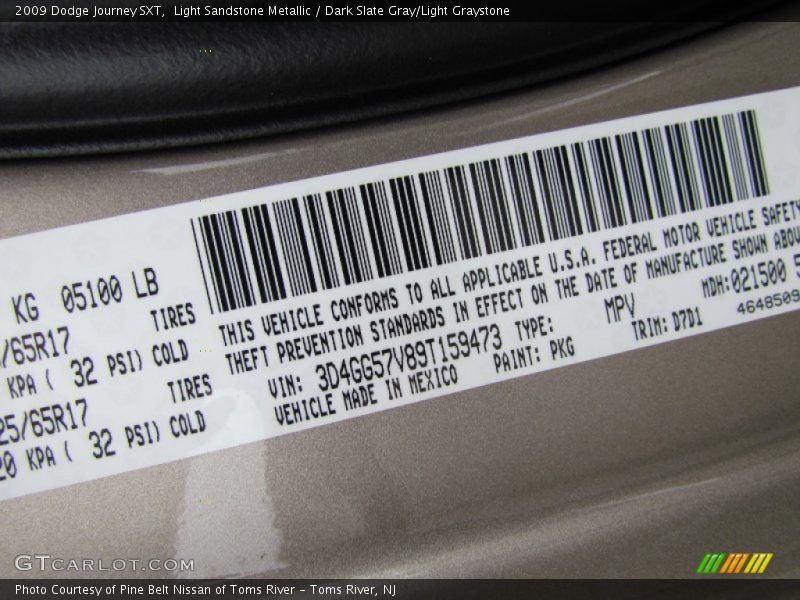 2009 Dodge Journey SXT,  Light Sandstone Metallic / Dark Slate Gray/Light Graystone
KG 05100 LB
/65R17 TIRES
KPA ( 32 PSI) COLD
25/65R17 TIRES
20 KPA ( 32 PSI) COLD
THIS VEHICLE CONFORMS TO ALL APPLICABLE U.S.A. FEDERAL MOTOR VEHICLE SAFETY
THEFT PREVENTION STANDARDS IN EFFECT ON THE DATE OF MANUFACTURE SHOWN ABOV
VIN: 3D4GG57V89T159473 TYPE: MPV MDH:021500 5
VEHICLE MADE IN MEXICO PAINT: PKG TRIM: D7D1 4648509
GTCARLOT.COM
Photo Courtesy of Pine Belt Nissan of Toms River – Toms River, NJ